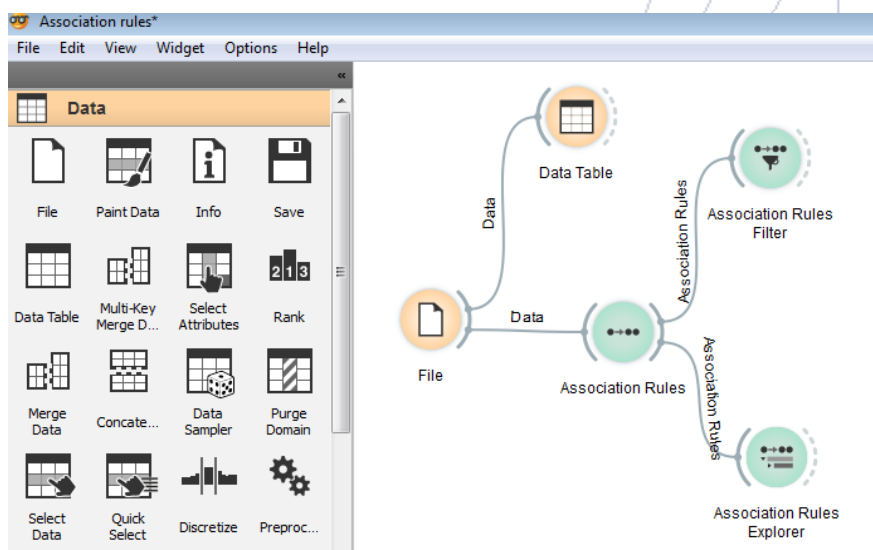 Association rules*
File Edit View Widget Options Help
«
Data
File Paint Data Info Save
213
Data Table Multi-Key Merge D... Select Attributes Rank
Merge Data Concate... Data Sampler Purge Domain
Select Data Quick Select Discretize Preproc...
Data Table
Data
Association Rules
Association Rules
Filter
Data
File
Association Rules
Association Rules
Association Rules
Explorer